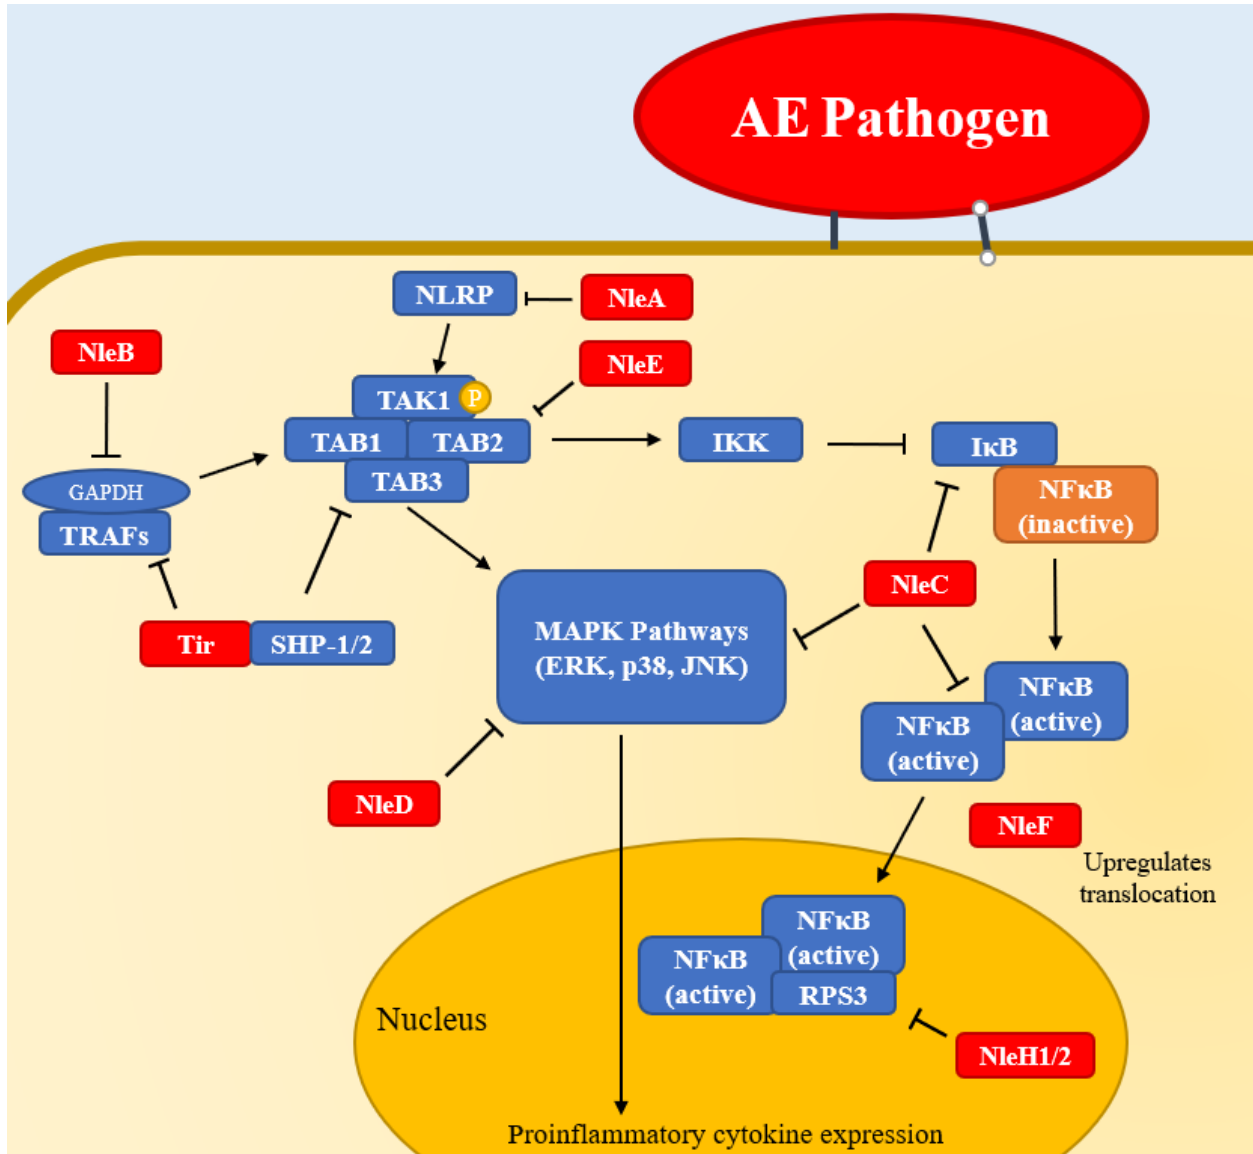 AE Pathogen
NLRP
NleA
NleB
NleE
TAK1
P
TAB1
TAB2
IKK
IκB
TAB3
GAPDH
NFκB
(inactive)
TRAFs
NleC
Tir
SHP-1/2
MAPK Pathways
(ERK, p38, JNK)
NFκB
(active)
NFκB
(active)
NleD
NleF
Upregulates
translocation
NFκB
(active)
NFκB
(active)
RPS3
Nucleus
NleH1/2
Proinflammatory cytokine expression